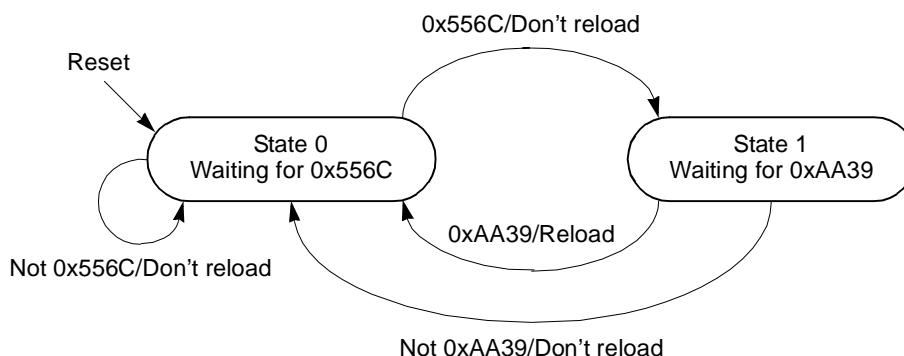 0x556C/Don't reload
Reset
State 0
Waiting for 0x556C
State 1
Waiting for 0xAA39
0xAA39/Reload
Not 0x556C/Don't reload
Not 0xAA39/Don't reload